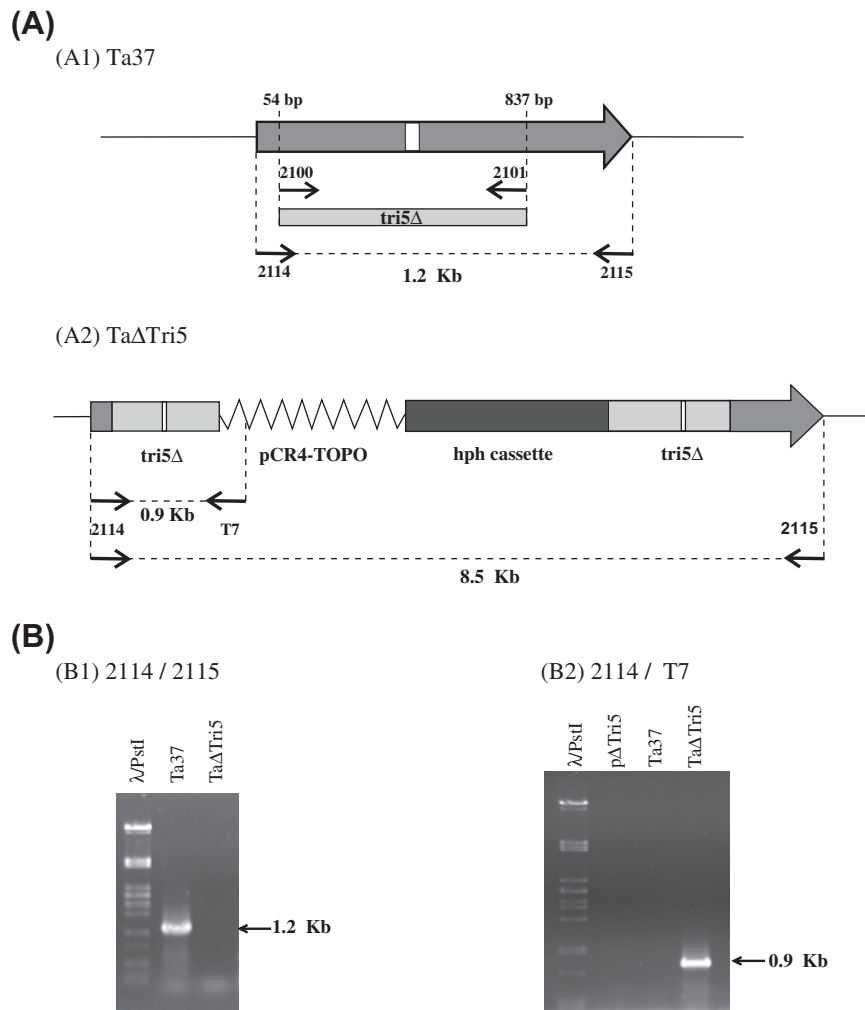 (A)
(A1) Ta37
54 bp 837 bp
2100 2101
tri5Δ
2114 1.2 Kb 2115
(A2) TaΔTri5
tri5Δ pCR4-TOPO hph cassette tri5Δ
0.9 Kb
2114 T7 2115
8.5 Kb
(B)
(B1) 2114 / 2115
λ/PstI
Ta37
TaΔTri5
1.2 Kb
(B2) 2114 / T7
λ/PstI
pΔTri5
Ta37
TaΔTri5
0.9 Kb